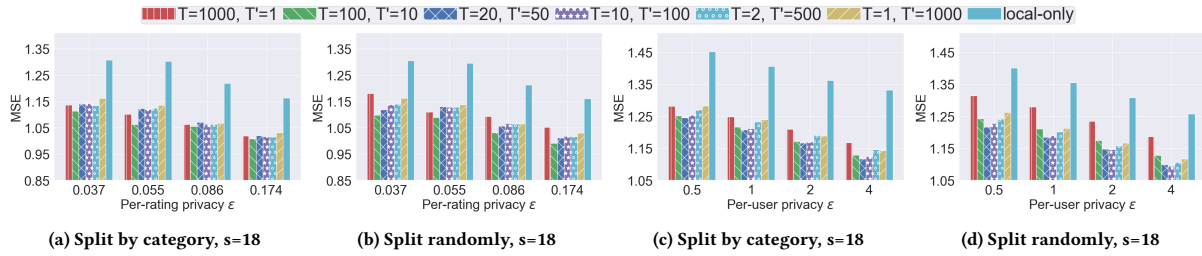 T=1000, T'=1 T=100, T'=10 T=20, T'=50 T=10, T'=100 T=2, T'=500 T=1, T'=1000 local-only
MSE
1.35
1.25
1.15
1.05
0.95
0.85
0.037 0.055 0.086 0.174
Per-rating privacy ε
(a) Split by category, s=18
MSE
1.35
1.25
1.15
1.05
0.95
0.85
0.037 0.055 0.086 0.174
Per-rating privacy ε
(b) Split randomly, s=18
MSE
1.45
1.35
1.25
1.15
1.05
0.5 1 2 4
Per-user privacy ε
(c) Split by category, s=18
MSE
1.45
1.35
1.25
1.15
1.05
0.5 1 2 4
Per-user privacy ε
(d) Split randomly, s=18